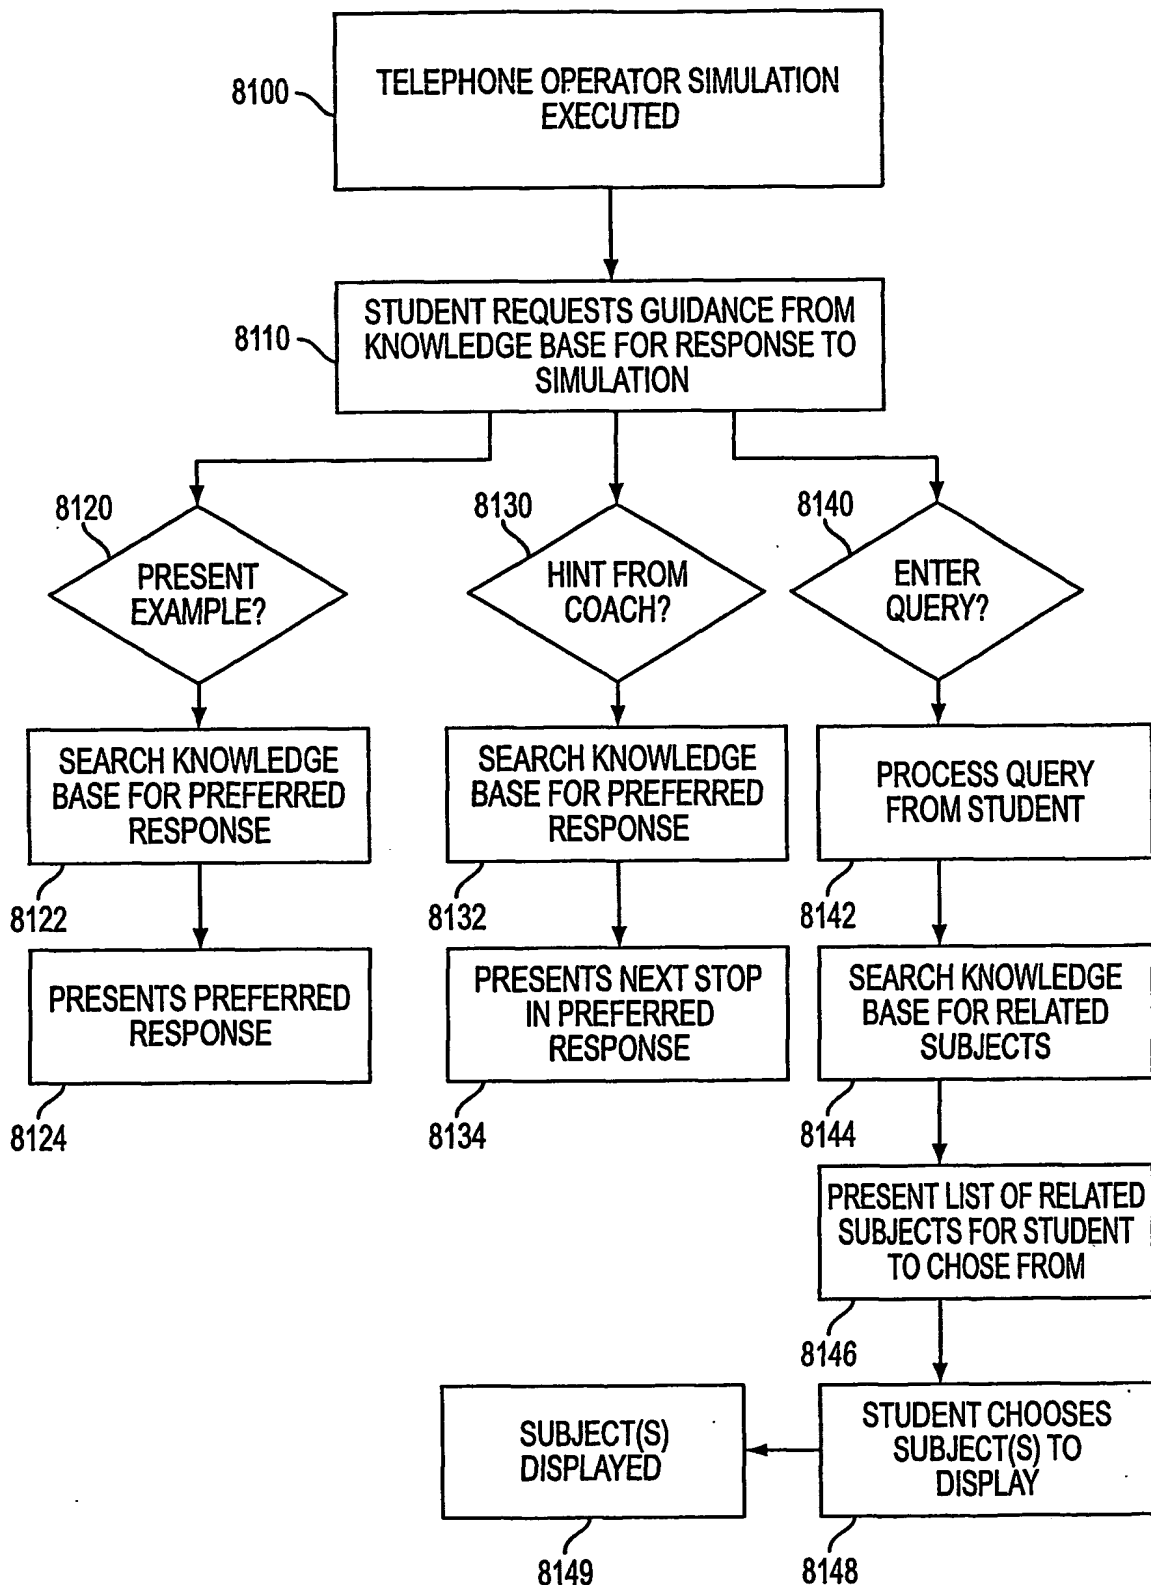 8100
TELEPHONE OPERATOR SIMULATION
EXECUTED
8110
STUDENT REQUESTS GUIDANCE FROM
KNOWLEDGE BASE FOR RESPONSE TO
SIMULATION
8120
PRESENT
EXAMPLE?
8130
HINT FROM
COACH?
8140
ENTER
QUERY?
SEARCH KNOWLEDGE
BASE FOR PREFERRED
RESPONSE
8122
SEARCH KNOWLEDGE
BASE FOR PREFERRED
RESPONSE
8132
PROCESS QUERY
FROM STUDENT
8142
PRESENTS PREFERRED
RESPONSE
8124
PRESENTS NEXT STOP
IN PREFERRED
RESPONSE
8134
SEARCH KNOWLEDGE
BASE FOR RELATED
SUBJECTS
8144
PRESENT LIST OF RELATED
SUBJECTS FOR STUDENT
TO CHOSE FROM
8146
SUBJECT(S)
DISPLAYED
8149
STUDENT CHOOSES
SUBJECT(S) TO
DISPLAY
8148